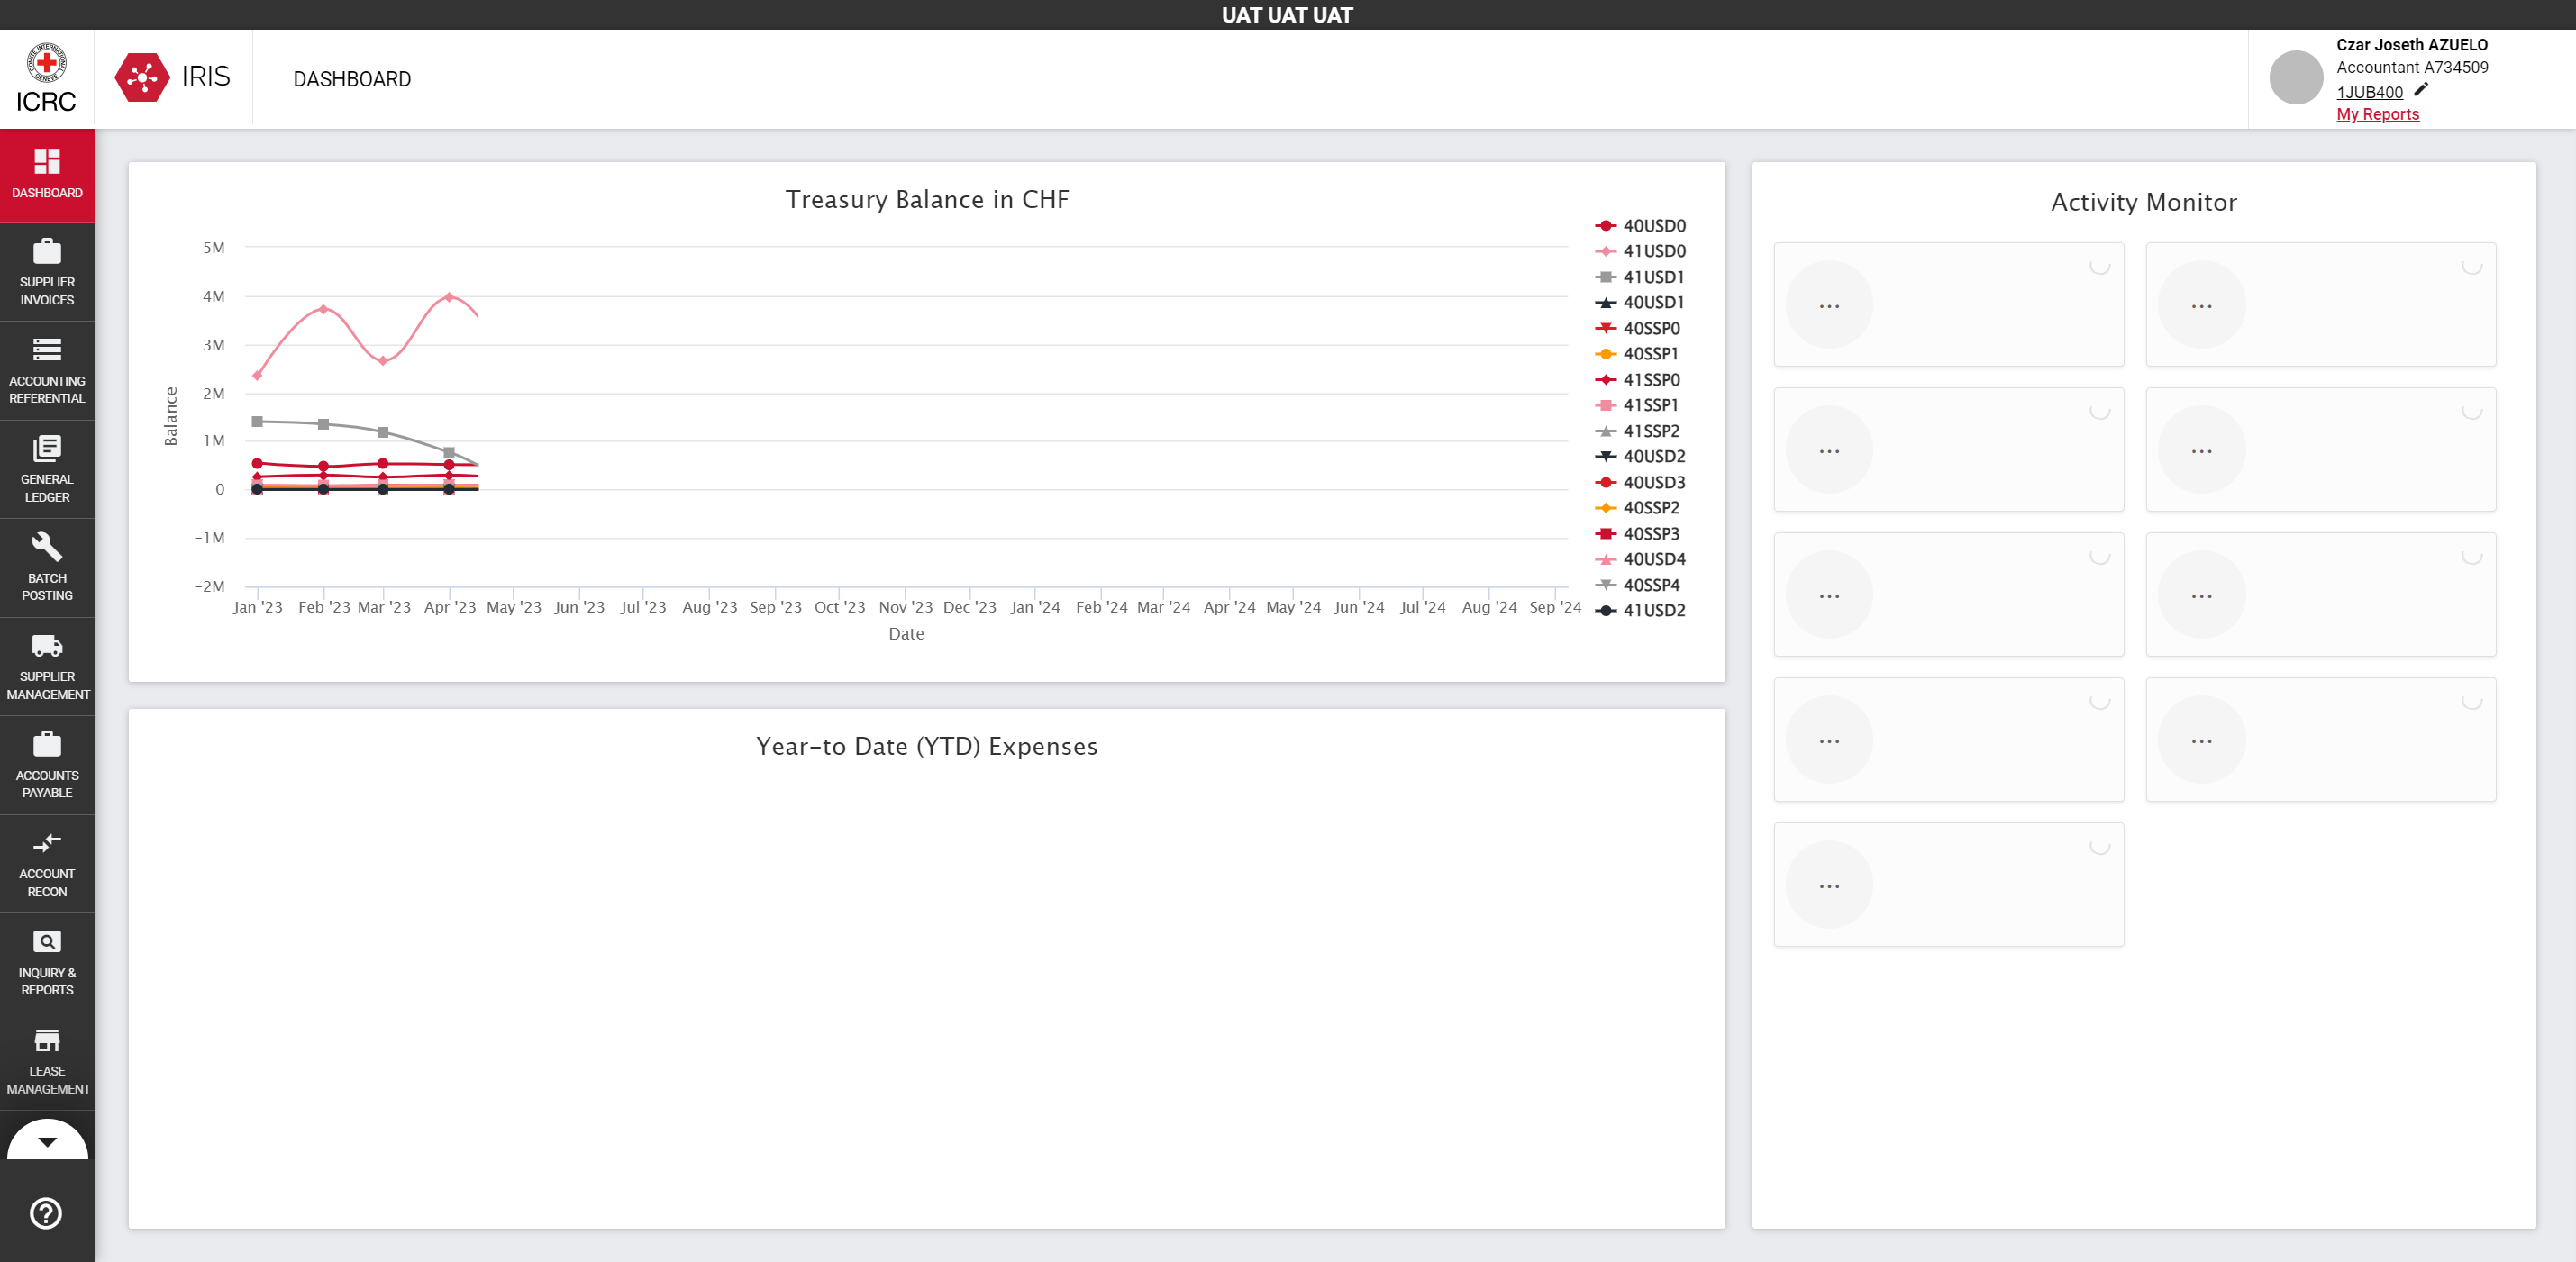 UAT UAT UAT
ICRC
IRIS
DASHBOARD
Czar Joseth AZUELO
Accountant A734509
1JUB400
My Reports
DASHBOARD
SUPPLIER
INVOICES
ACCOUNTING
REFERENTIAL
GENERAL
LEDGER
BATCH
POSTING
SUPPLIER
MANAGEMENT
ACCOUNTS
PAYABLE
ACCOUNT
RECON
INQUIRY &
REPORTS
LEASE
MANAGEMENT
Treasury Balance in CHF
Balance
5M
4M
3M
2M
1M
0
−1M
−2M
Jan '23 Feb '23 Mar '23 Apr '23 May '23 Jun '23 Jul '23 Aug '23 Sep '23 Oct '23 Nov '23 Dec '23 Jan '24 Feb '24 Mar '24 Apr '24 May '24 Jun '24 Jul '24 Aug '24 Sep '24
Date
40USD0
41USD0
41USD1
40USD1
40SSP0
40SSP1
41SSP0
41SSP1
41SSP2
40USD2
40USD3
40SSP2
40SSP3
40USD4
40SSP4
41USD2
Year-to Date (YTD) Expenses
Activity Monitor
... ...
... ...
... ...
... ...
...